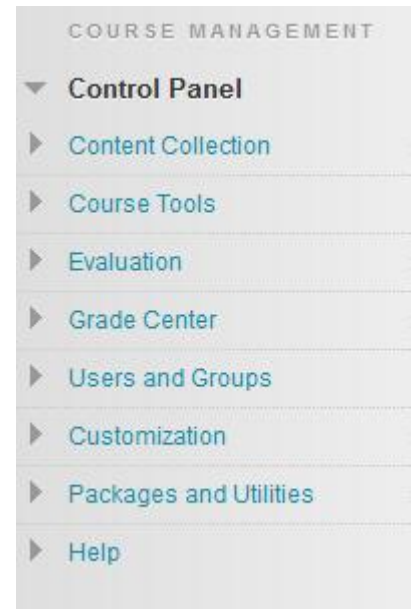 COURSE MANAGEMENT
Control Panel
Content Collection
Course Tools
Evaluation
Grade Center
Users and Groups
Customization
Packages and Utilities
Help